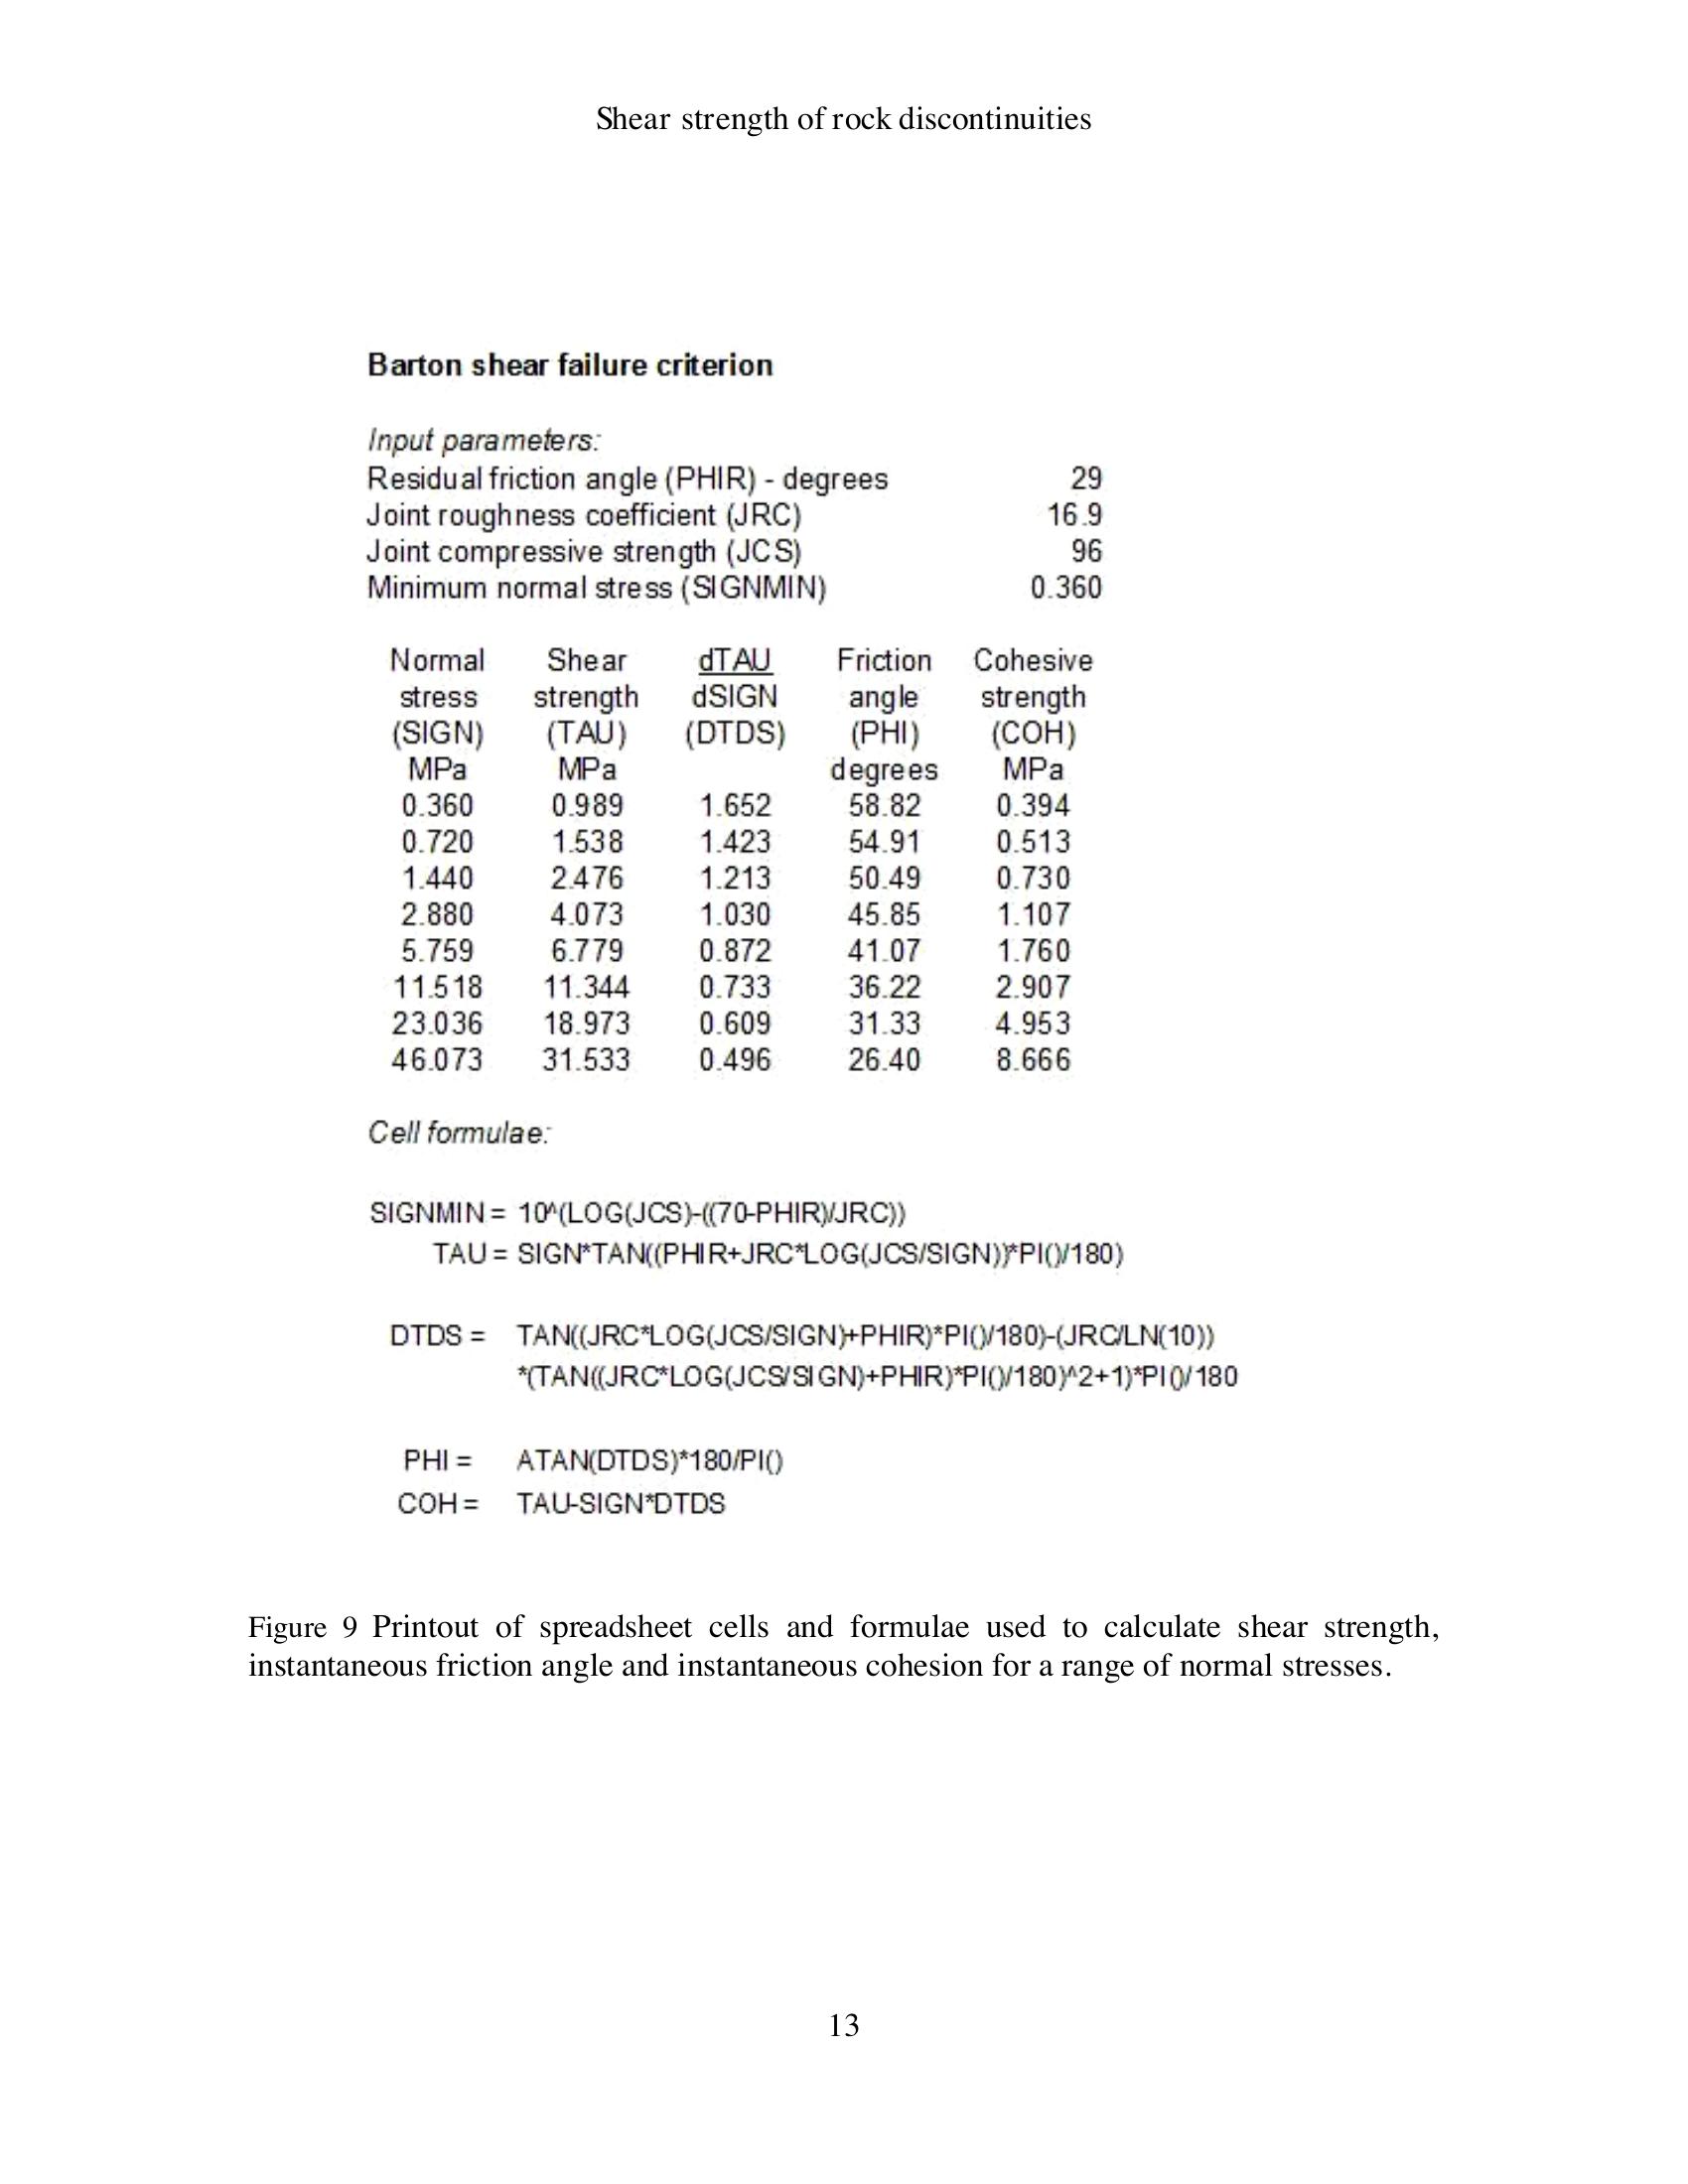 Shear strength of rock discontinuities
Barton shear failure criterion
Input parameters:
Residual friction angle (PHIR) - degrees 29
Joint roughness coefficient (JRC) 16.9
Joint compressive strength (JCS) 96
Minimum normal stress (SIGNMIN) 0.360
Normal Shear dTAU Friction Cohesive
stress strength dSIGN angle strength
(SIGN) (TAU) (DTDS) (PHI) (COH)
MPa MPa degrees MPa
0.360 0.989 1.652 58.82 0.394
0.720 1.538 1.423 54.91 0.513
1.440 2.476 1.213 50.49 0.730
2.880 4.073 1.030 45.85 1.107
5.759 6.779 0.872 41.07 1.760
11.518 11.344 0.733 36.22 2.907
23.036 18.973 0.609 31.33 4.953
46.073 31.533 0.496 26.40 8.666
Cell formulae:
SIGNMIN = 10^(LOG(JCS)-((70-PHIR)/JRC))
TAU = SIGN*TAN((PHIR+JRC*LOG(JCS/SIGN))*PI()/180)
DTDS = TAN((JRC*LOG(JCS/SIGN)+PHIR)*PI()/180)-(JRC/LN(10))
*(TAN((JRC*LOG(JCS/SIGN)+PHIR)*PI()/180)^2+1)*PI()/180
PHI = ATAN(DTDS)*180/PI()
COH = TAU-SIGN*DTDS
Figure 9 Printout of spreadsheet cells and formulae used to calculate shear strength,
instantaneous friction angle and instantaneous cohesion for a range of normal stresses.
13